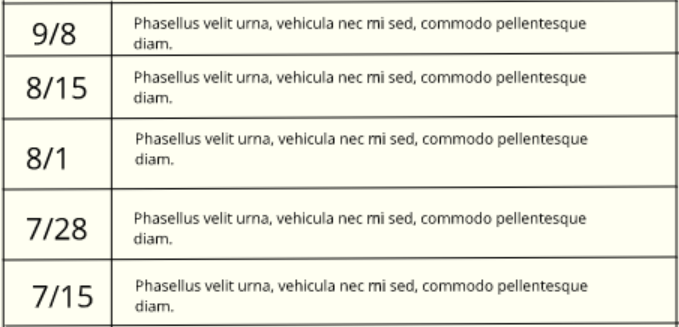 9/8
Phasellus velit urna, vehicula nec mi sed, commodo pellentesque
diam.
8/15
Phasellus velit urna, vehicula nec mi sed, commodo pellentesque
diam.
8/1
Phasellus velit urna, vehicula nec mi sed, commodo pellentesque
diam.
7/28
Phasellus velit urna, vehicula nec mi sed, commodo pellentesque
diam.
7/15
Phasellus velit urna, vehicula nec mi sed, commodo pellentesque
diam.